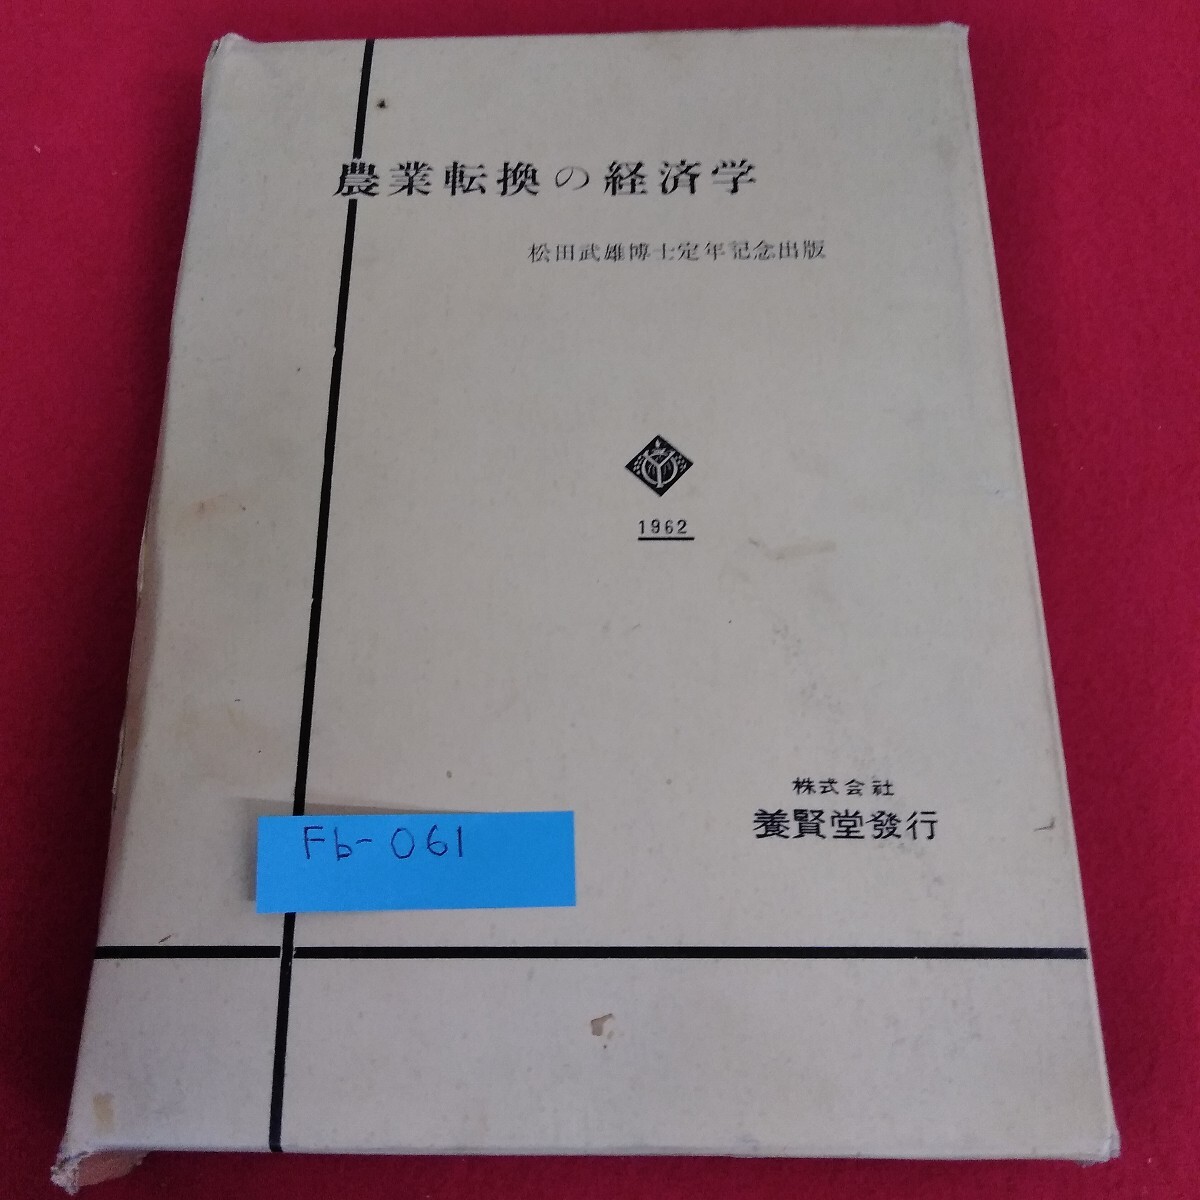 農業転換の経済学
松田武雄博士定年記念出版
1962
株式会社
養賢堂發行
Fb-061